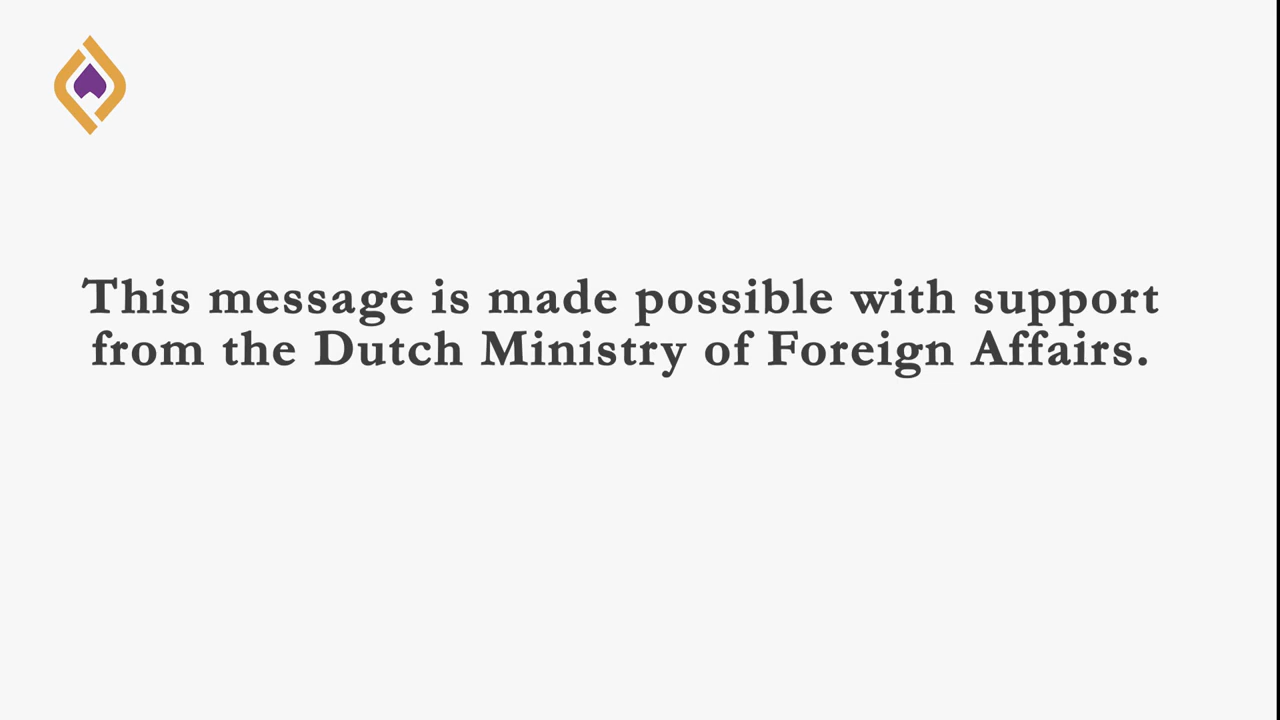 This message is made possible with support
from the Dutch Ministry of Foreign Affairs.